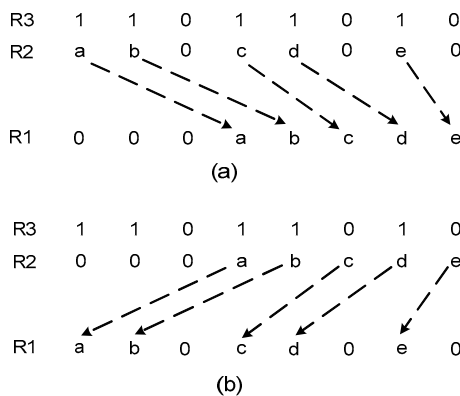 R3 1 1 0 1 1 0 1 0
R2 a b 0 c d 0 e 0
R1 0 0 0 a b c d e
(a)
R3 1 1 0 1 1 0 1 0
R2 0 0 0 a b c d e
R1 a b 0 c d 0 e 0
(b)